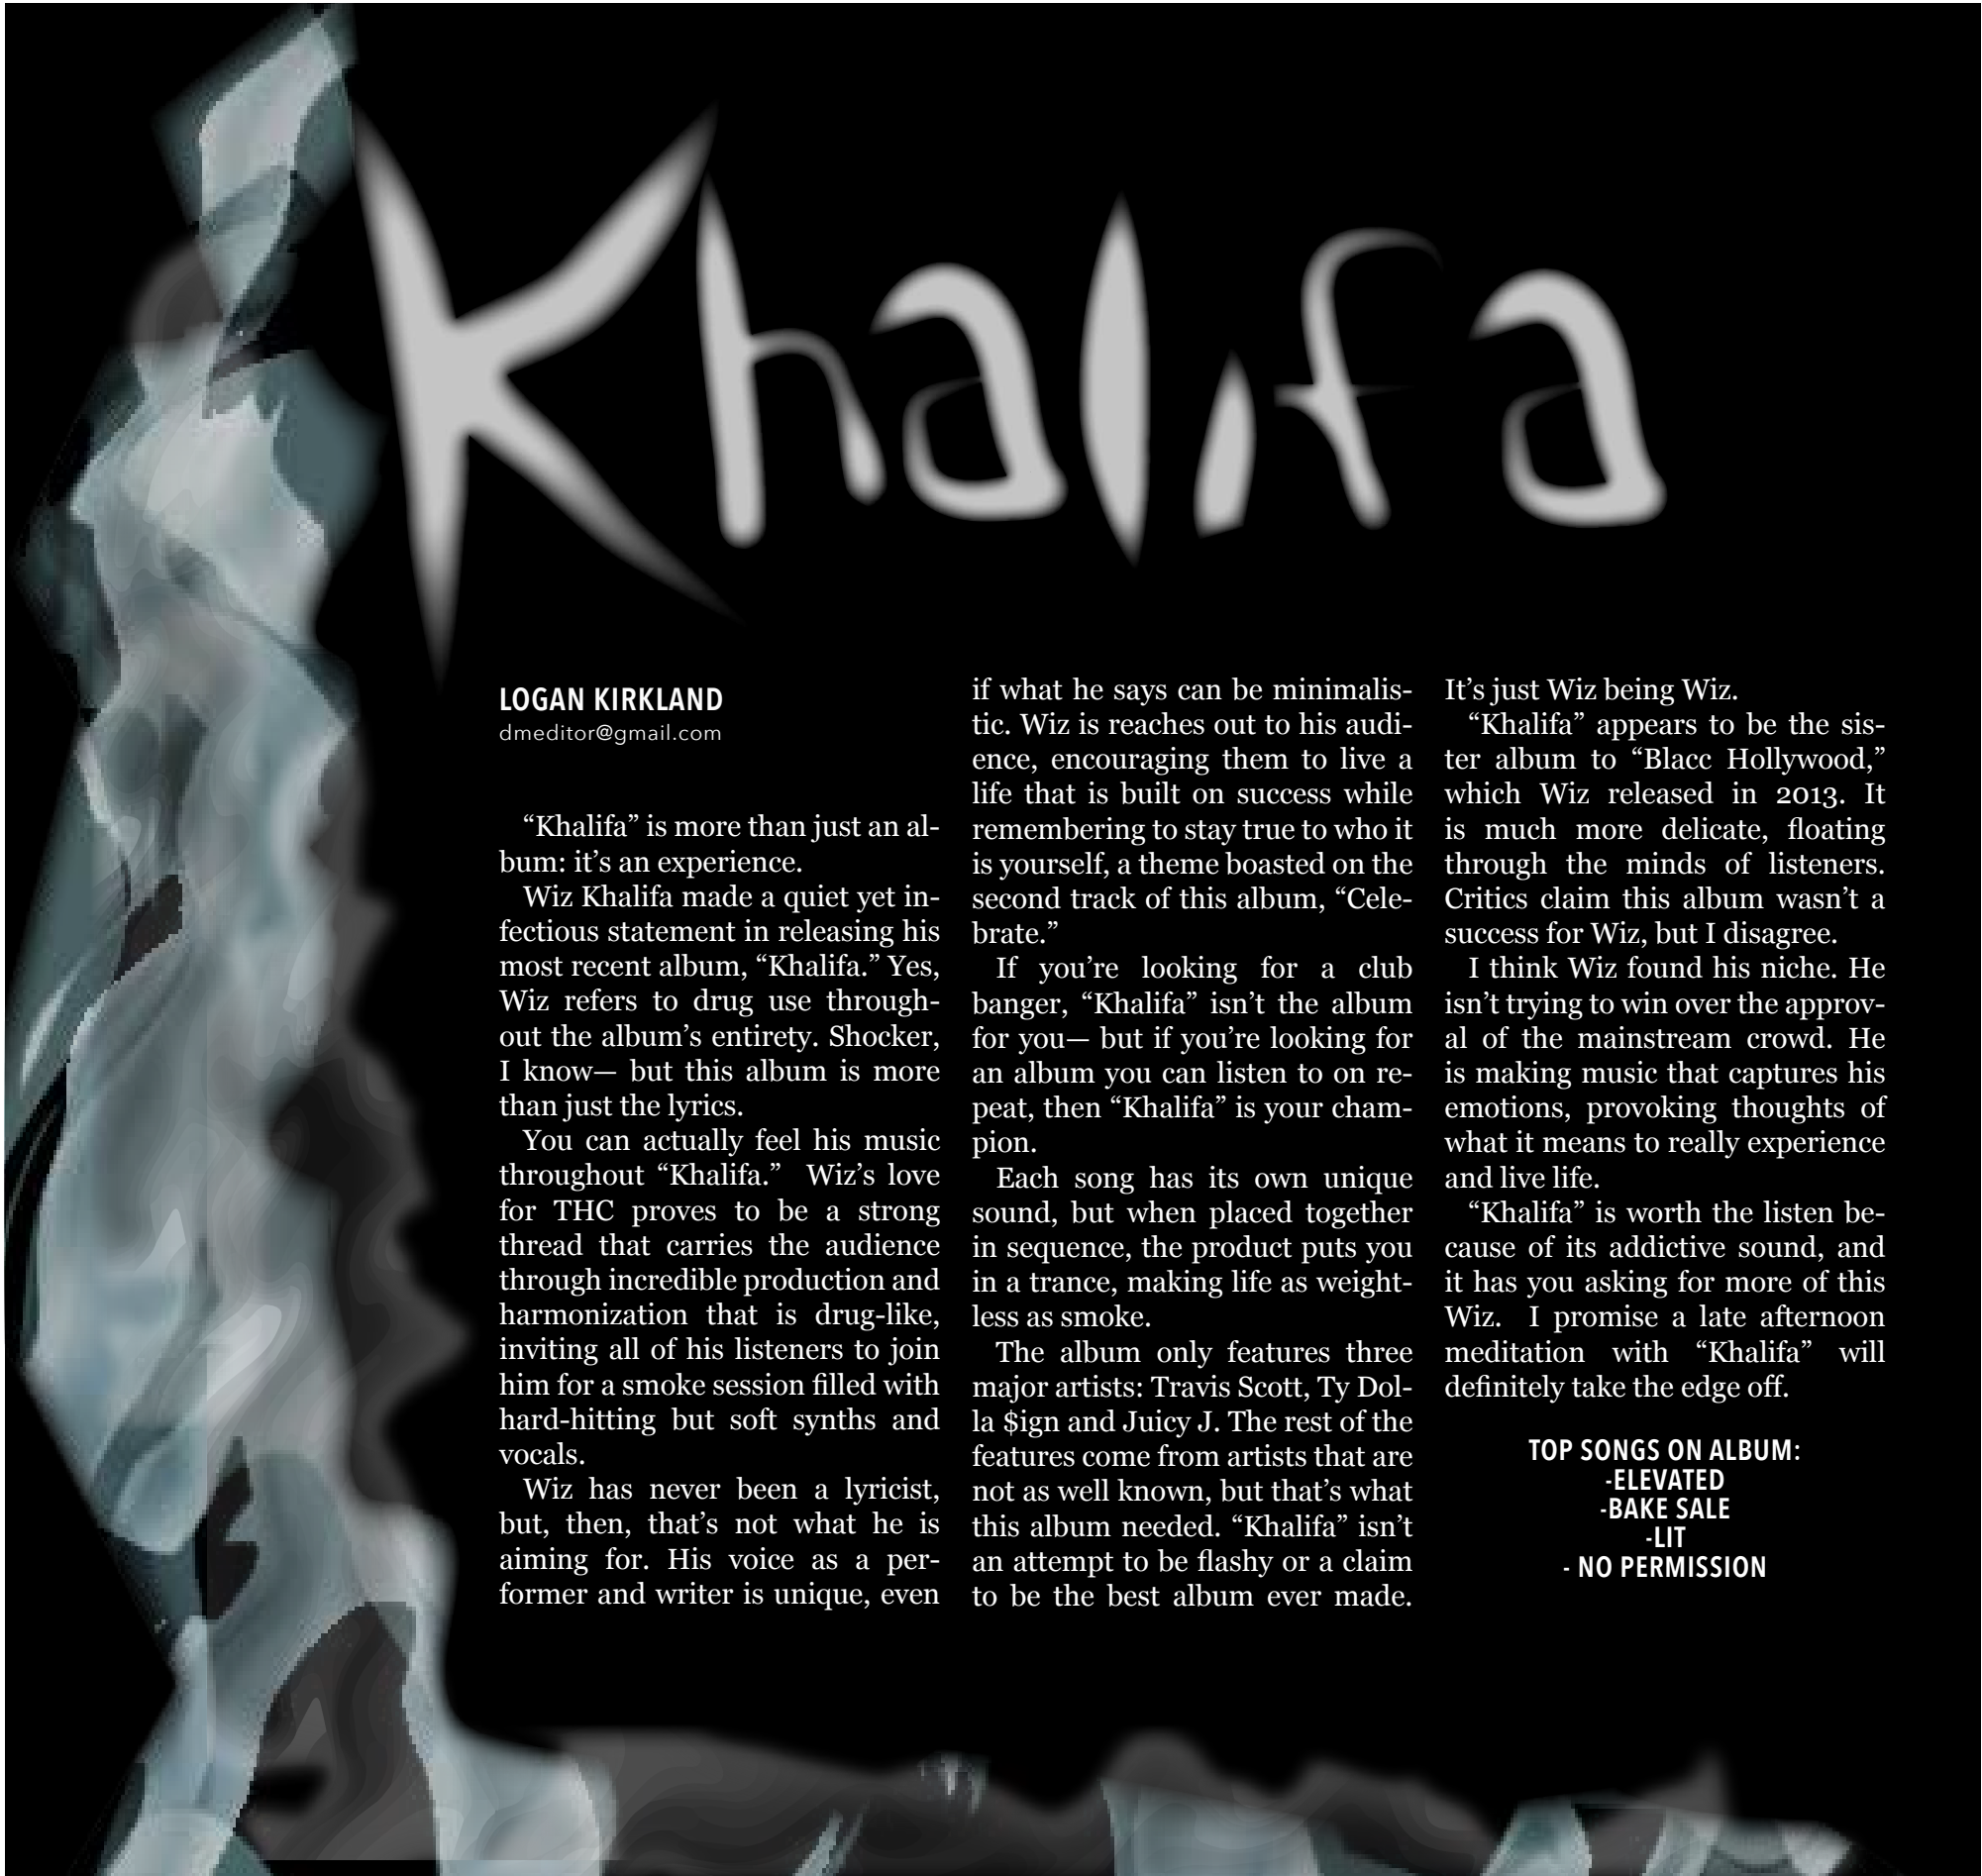 Khalifa
LOGAN KIRKLAND
dmeditor@gmail.com
“Khalifa” is more than just an al-
bum: it’s an experience.
Wiz Khalifa made a quiet yet in-
fectious statement in releasing his
most recent album, “Khalifa.” Yes,
Wiz refers to drug use through-
out the album’s entirety. Shocker,
I know— but this album is more
than just the lyrics.
You can actually feel his music
throughout “Khalifa.”  Wiz’s love
for THC proves to be a strong
thread that carries the audience
through incredible production and
harmonization that is drug-like,
inviting all of his listeners to join
him for a smoke session filled with
hard-hitting but soft synths and
vocals.
Wiz has never been a lyricist,
but, then, that’s not what he is
aiming for. His voice as a per-
former and writer is unique, even
if what he says can be minimalis-
tic. Wiz is reaches out to his audi-
ence, encouraging them to live a
life that is built on success while
remembering to stay true to who it
is yourself, a theme boasted on the
second track of this album, “Cele-
brate.”
If you’re looking for a club
banger, “Khalifa” isn’t the album
for you— but if you’re looking for
an album you can listen to on re-
peat, then “Khalifa” is your cham-
pion.
Each song has its own unique
sound, but when placed together
in sequence, the product puts you
in a trance, making life as weight-
less as smoke.
The album only features three
major artists: Travis Scott, Ty Dol-
la $ign and Juicy J. The rest of the
features come from artists that are
not as well known, but that’s what
this album needed. “Khalifa” isn’t
an attempt to be flashy or a claim
to be the best album ever made.
It’s just Wiz being Wiz.
“Khalifa” appears to be the sis-
ter album to “Blacc Hollywood,”
which Wiz released in 2013. It
is much more delicate, floating
through the minds of listeners.
Critics claim this album wasn’t a
success for Wiz, but I disagree.
I think Wiz found his niche. He
isn’t trying to win over the approv-
al of the mainstream crowd. He
is making music that captures his
emotions, provoking thoughts of
what it means to really experience
and live life.
“Khalifa” is worth the listen be-
cause of its addictive sound, and
it has you asking for more of this
Wiz.  I promise a late afternoon
meditation with “Khalifa” will
definitely take the edge off.
TOP SONGS ON ALBUM:
-ELEVATED
-BAKE SALE
-LIT
- NO PERMISSION